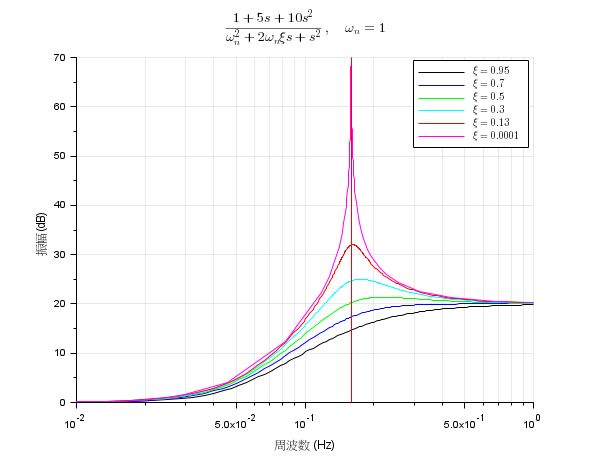 1 + 5s + 10s²
ωₙ² + 2ωₙξs + s² , ωₙ = 1
70
60
50
40
30
20
10
0
振幅 (dB)
ξ = 0.95
ξ = 0.7
ξ = 0.5
ξ = 0.3
ξ = 0.13
ξ = 0.0001
10⁻² 5.0x10⁻² 10⁻¹ 5.0x10⁻¹ 10⁰
周波数 (Hz)